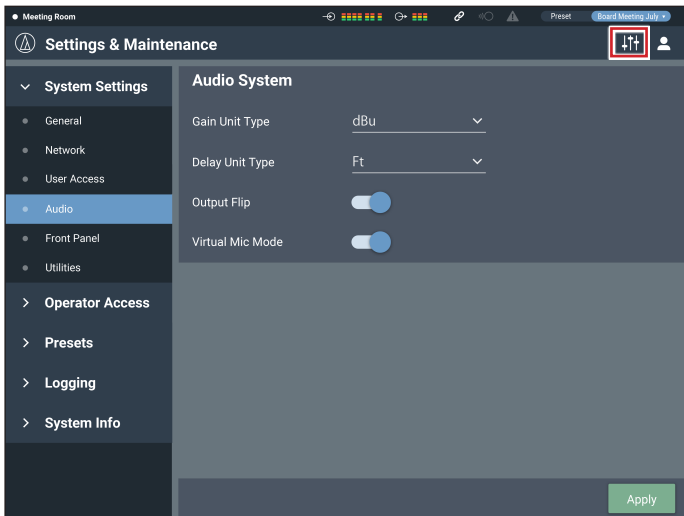 Meeting Room
Preset
Board Meeting July
Settings & Maintenance
System Settings
General
Network
User Access
Audio
Front Panel
Utilities
Operator Access
Presets
Logging
System Info
Audio System
Gain Unit Type
dBu
Delay Unit Type
Ft
Output Flip
Virtual Mic Mode
Apply